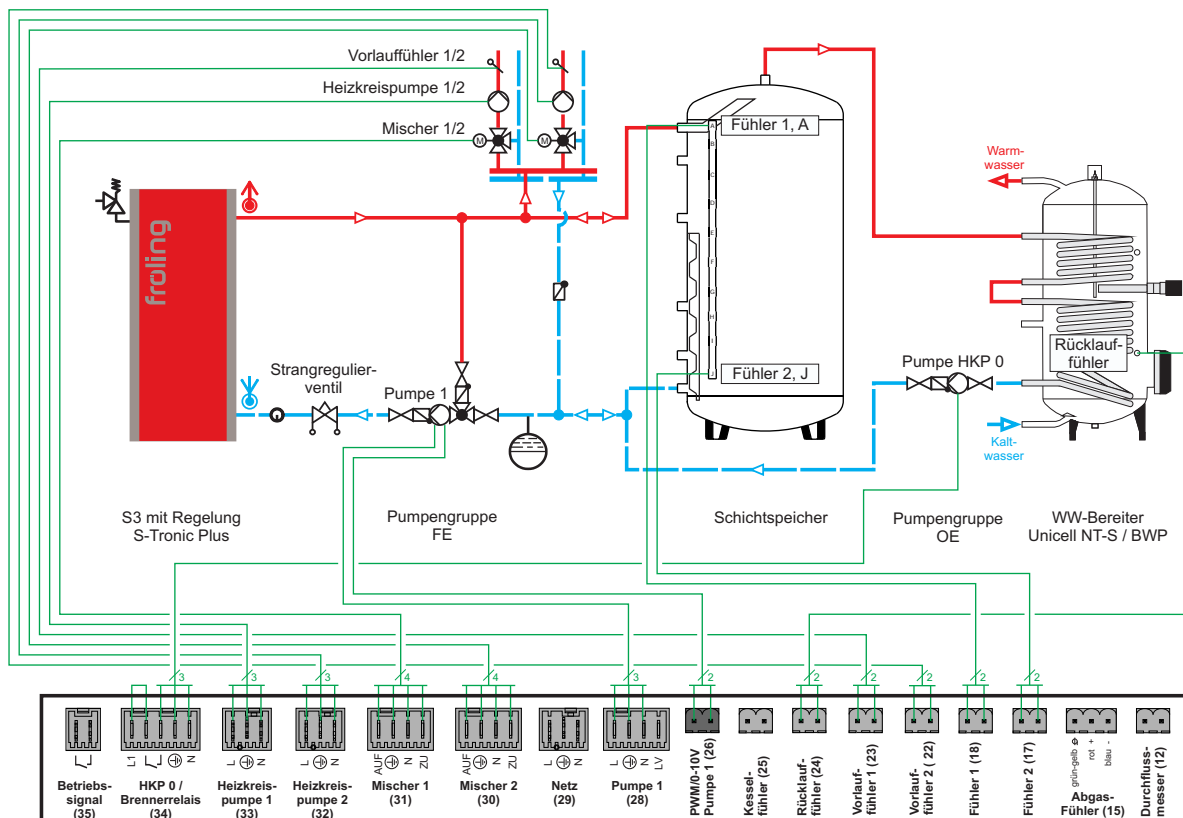 Vorlauffühler 1/2
Heizkreispumpe 1/2
Mischer 1/2
M
M
Fühler 1, A
A
B
C
D
E
F
G
H
I
J
Fühler 2, J
Warm-
wasser
fröling
Strangregulier-
ventil
Pumpe 1
Pumpe HKP 0
Rücklauf-
fühler
Kalt-
wasser
S3 mit Regelung
S-Tronic Plus
Pumpengruppe
FE
Schichtspeicher
Pumpengruppe
OE
WW-Bereiter
Unicell NT-S / BWP
3
3
3
4
4
3
2
2
2
2
2
2
L1
N
L
N
L
N
AUF
N
ZU
AUF
N
ZU
L
N
L
N
LV
Betriebs-
signal
(35)
HKP 0 /
Brennerrelais
(34)
Heizkreis-
pumpe 1
(33)
Heizkreis-
pumpe 2
(32)
Mischer 1
(31)
Mischer 2
(30)
Netz
(29)
Pumpe 1
(28)
PWM/0-10V
Pumpe 1 (26)
Kessel-
fühler (25)
Rücklauf-
fühler (24)
Vorlauf-
fühler 1 (23)
Vorlauf-
fühler 2 (22)
Fühler 1 (18)
Fühler 2 (17)
grün-gelb
rot +
blau -
Abgas-
Fühler (15)
Durchfluss-
messer (12)